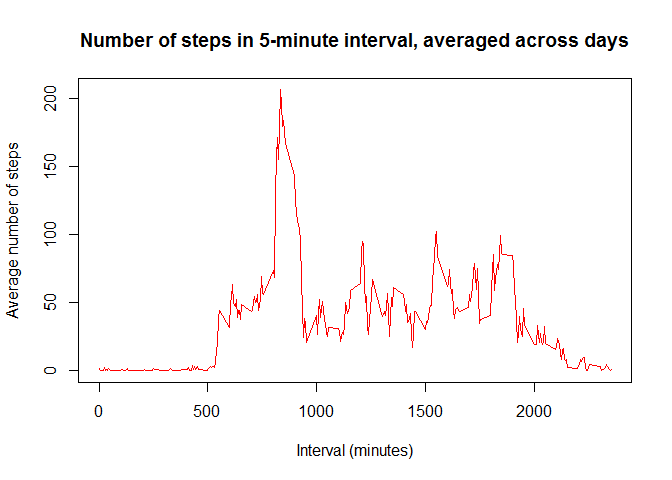 Number of steps in 5-minute interval, averaged across days
Average number of steps
200
150
100
50
0
0 500 1000 1500 2000
Interval (minutes)